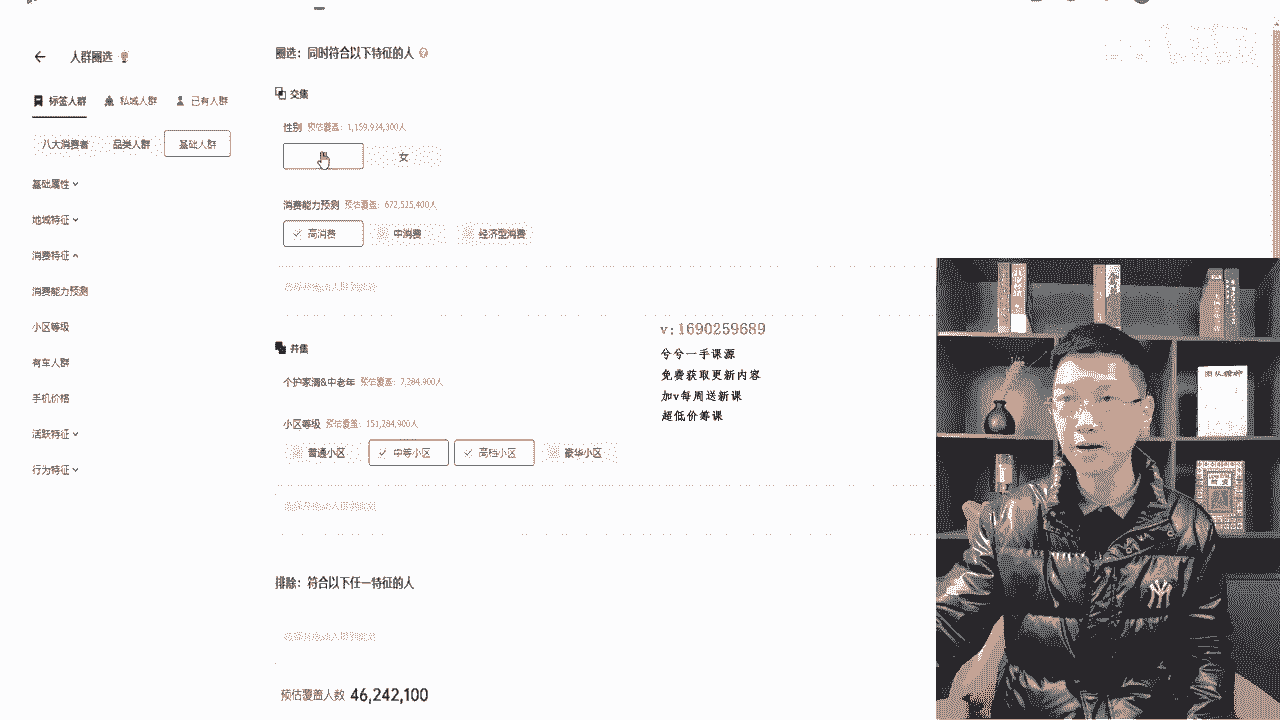 人群圈选
标签人群 私域人群 已有人群
八大消费者 品类人群 基础人群
基础属性
地域特征
消费特征
消费能力预测
小区等级
有车人群
手机价格
活跃特征
行为特征
圈选：同时符合以下特征的人
交集
性别 预估覆盖：1,159,934,300人
女
消费能力预测 预估覆盖：672,525,400人
高消费 中消费 经济型消费
并集
个护家清&中老年 预估覆盖：7,284,900人
小区等级 预估覆盖：151,284,900人
普通小区 中等小区 高档小区 豪华小区
排除：符合以下任一特征的人
预估覆盖人数 46,242,100
v:1690259689
兮兮一手课源
免费获取更新内容
加v每周送新课
超低价筹课
团队精神